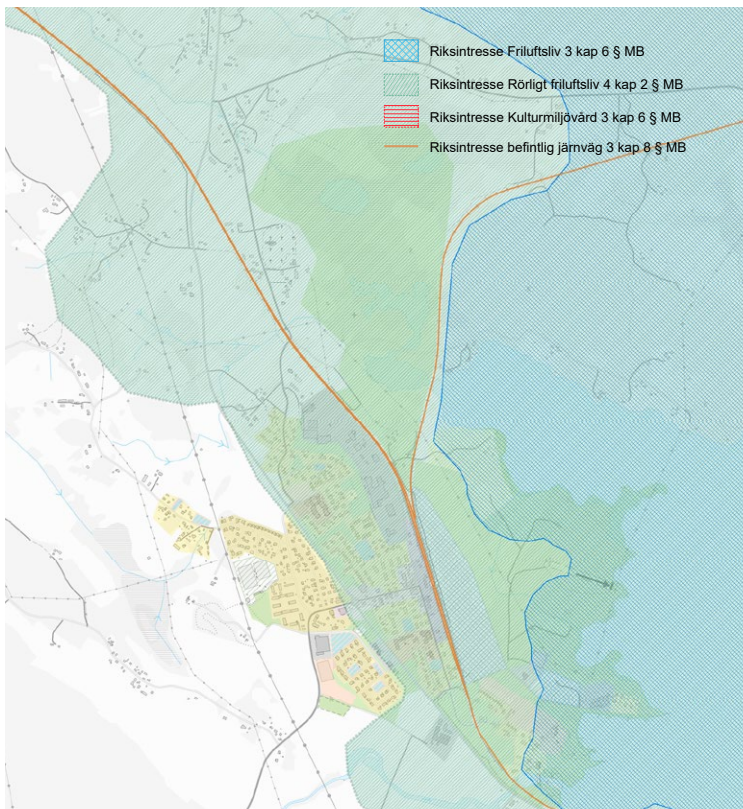 Riksintresse Friluftsliv 3 kap 6 § MB
Riksintresse Rörligt friluftsliv 4 kap 2 § MB
Riksintresse Kulturmiljövård 3 kap 6 § MB
Riksintresse befintlig järnväg 3 kap 8 § MB